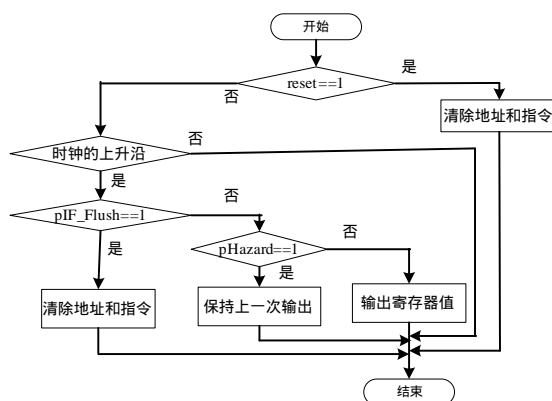 开始
reset==1
是
否
清除地址和指令
时钟的上升沿
否
是
否
pIF_Flush==1
pHazard==1
否
是
是
清除地址和指令
保持上一次输出
输出寄存器值
结束